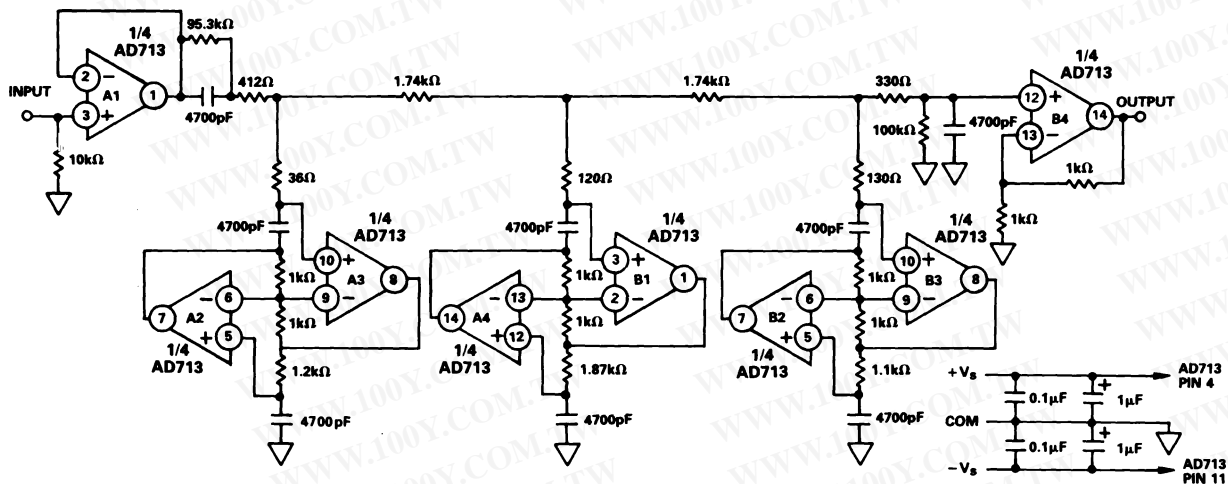 95.3kΩ
1/4
AD713
2
−
A1
3
+
1
INPUT
10kΩ
4700pF
412Ω
1.74kΩ
1.74kΩ
330Ω
100kΩ
4700pF
1/4
AD713
12
+
B4
13
−
14
OUTPUT
1kΩ
1kΩ
36Ω
4700pF
1/4
AD713
10
+
A3
9
−
8
1kΩ
1kΩ
1.2kΩ
4700pF
−
6
A2
+
5
7
1/4
AD713
120Ω
4700pF
1/4
AD713
3
+
B1
2
−
1
1kΩ
1kΩ
1.87kΩ
4700pF
−
13
A4
+
12
14
1/4
AD713
130Ω
4700pF
1/4
AD713
10
+
B3
9
−
8
1kΩ
1kΩ
1.1kΩ
4700pF
−
6
B2
+
5
7
1/4
AD713
+VS
COM
−VS
0.1μF
+
1μF
0.1μF
+
1μF
AD713
PIN 4
AD713
PIN 11
WWW.100Y.COM.TW